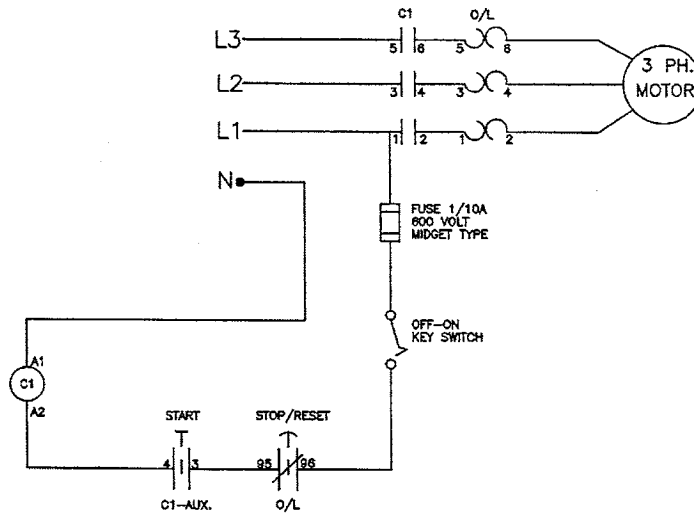 C1 O/L
L3 5 6 5 6
L2 3 4 3 4
L1 1 2 1 2
3 PH.
MOTOR
N
FUSE 1/10A
600 VOLT
MIDGET TYPE
OFF-ON
KEY SWITCH
A1
C1
A2
START STOP/RESET
4 3 95 96
C1-AUX. O/L